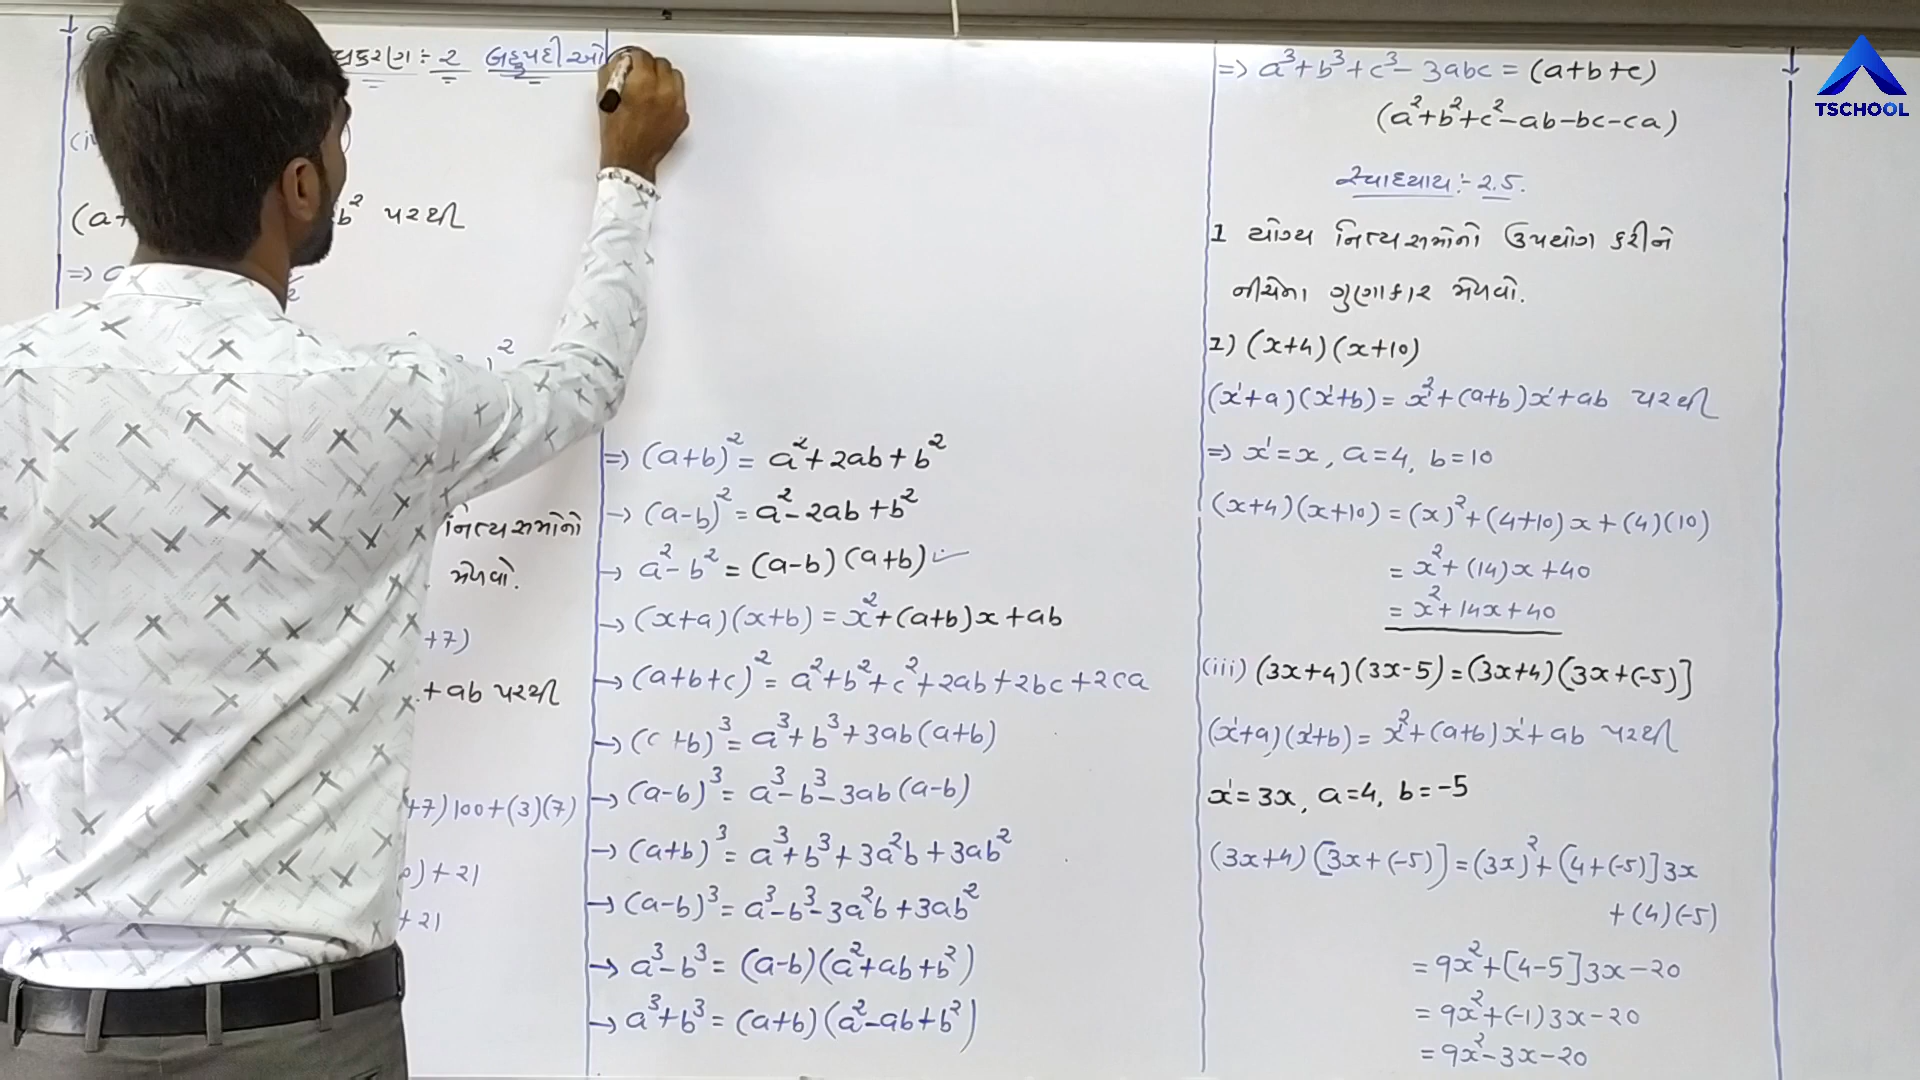 પ્રકરણ :- 2 બહુપદીઓ
b² પરથી
2
નિત્યસમોનો
મેળવો.
+7)
+ ab પરથી
+7)100+(3)(7)
)+21
+21
=> (a+b)² = a²+2ab+b²
→ (a-b)² = a²-2ab+b²
→ a²-b² = (a-b)(a+b)
→ (x+a)(x+b) = x²+(a+b)x+ab
→ (a+b+c)² = a²+b²+c²+2ab+2bc+2ca
→ ( +b)³ = a³+b³+3ab(a+b)
→ (a-b)³ = a³-b³-3ab(a-b)
→ (a+b)³ = a³+b³+3a²b+3ab²
→ (a-b)³ = a³-b³-3a²b+3ab²
→ a³-b³ = (a-b)(a²+ab+b²)
→ a³+b³ = (a+b)(a²-ab+b²)
=> a³+b³+c³-3abc = (a+b+c)
(a²+b²+c²-ab-bc-ca)
સ્વાધ્યાય :- 2.5.
1 યોગ્ય નિત્યસમોનો ઉપયોગ કરીને
નીચેના ગુણાકાર મેળવો.
1) (x+4)(x+10)
(x'+a)(x'+b) = x'²+(a+b)x'+ab પરથી
=> x'=x, a=4, b=10
(x+4)(x+10) = (x)²+(4+10)x+(4)(10)
= x²+(14)x+40
= x²+14x+40
(iii) (3x+4)(3x-5) = (3x+4)[3x+(-5)]
(x'+a)(x'+b) = x'²+(a+b)x'+ab પરથી
x'=3x, a=4, b=-5
(3x+4)[3x+(-5)] = (3x)²+[4+(-5)]3x
+(4)(-5)
= 9x²+[4-5]3x-20
= 9x²+(-1)3x-20
= 9x²-3x-20
TSCHOOL